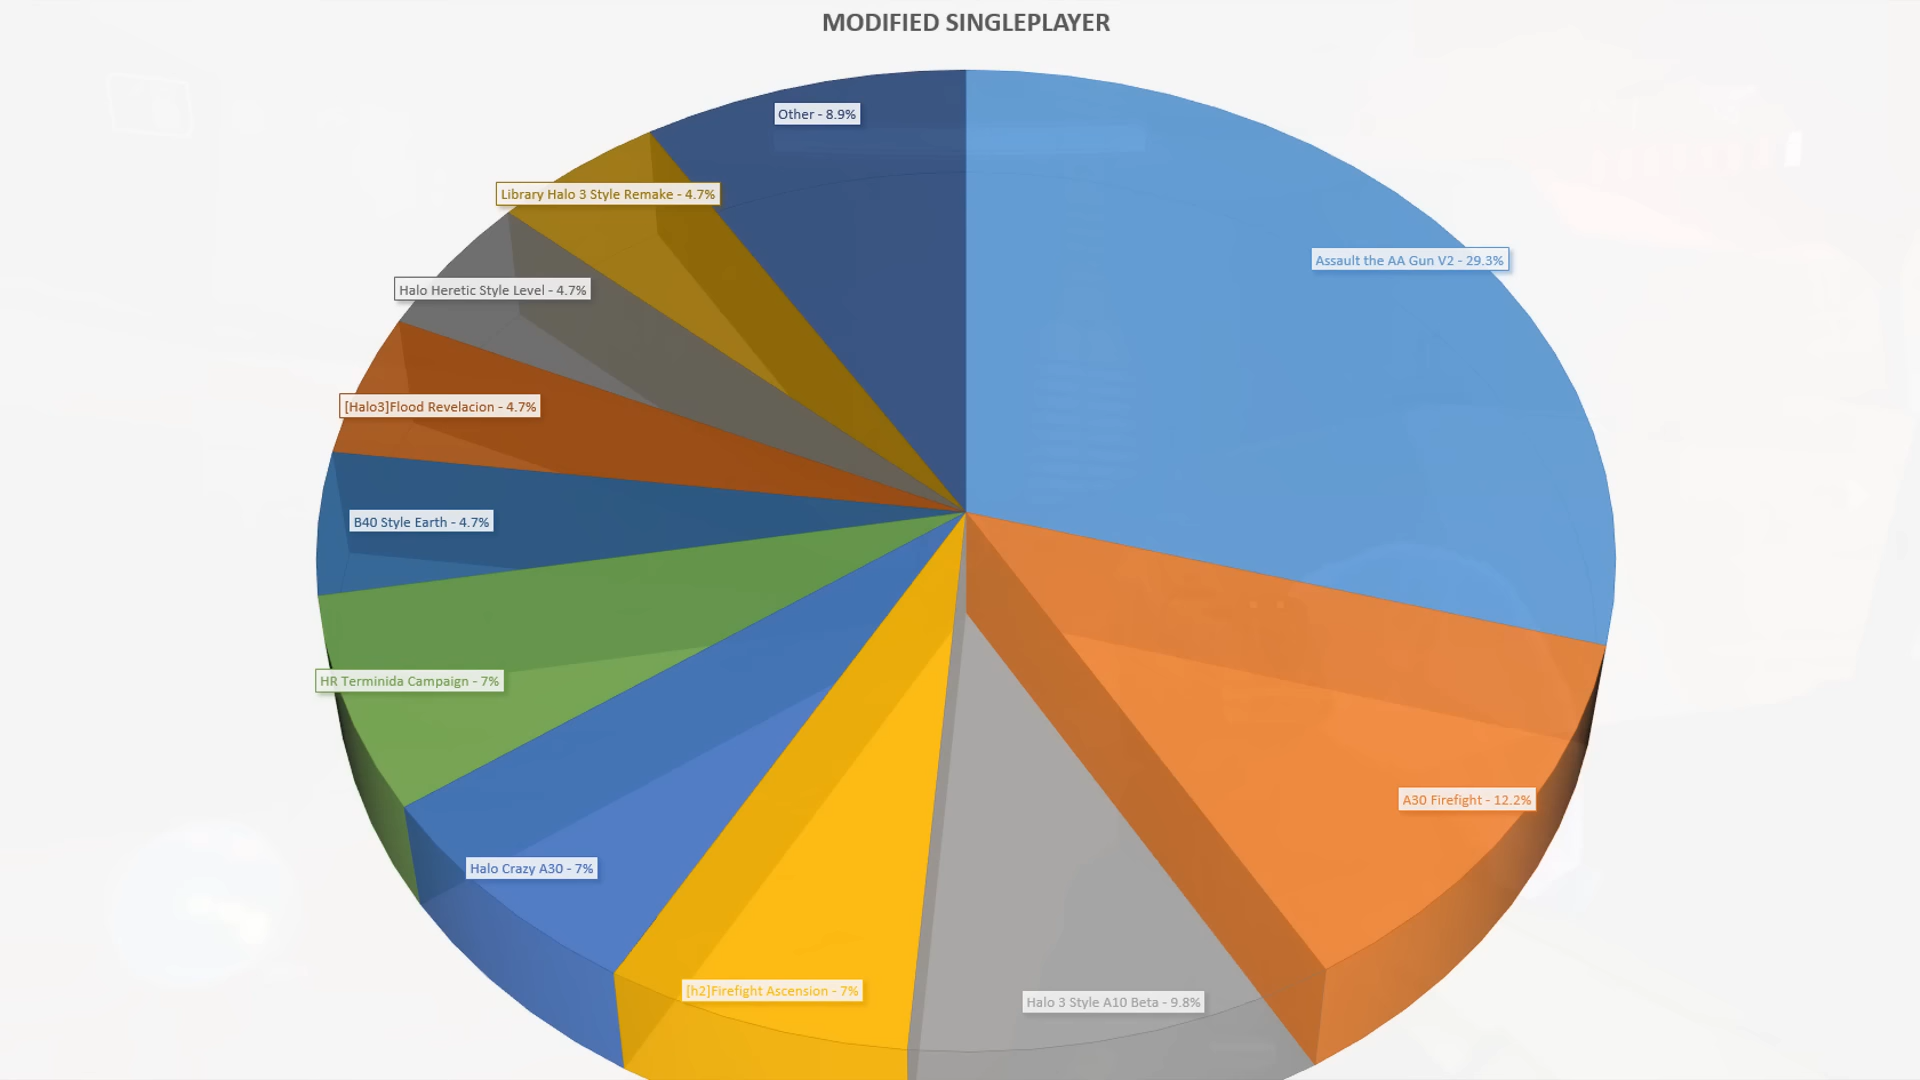 MODIFIED SINGLEPLAYER
Other - 8.9%
Library Halo 3 Style Remake - 4.7%
Assault the AA Gun V2 - 29.3%
Halo Heretic Style Level - 4.7%
[Halo3]Flood Revelacion - 4.7%
B40 Style Earth - 4.7%
HR Terminida Campaign - 7%
A30 Firefight - 12.2%
Halo Crazy A30 - 7%
[h2]Firefight Ascension - 7%
Halo 3 Style A10 Beta - 9.8%